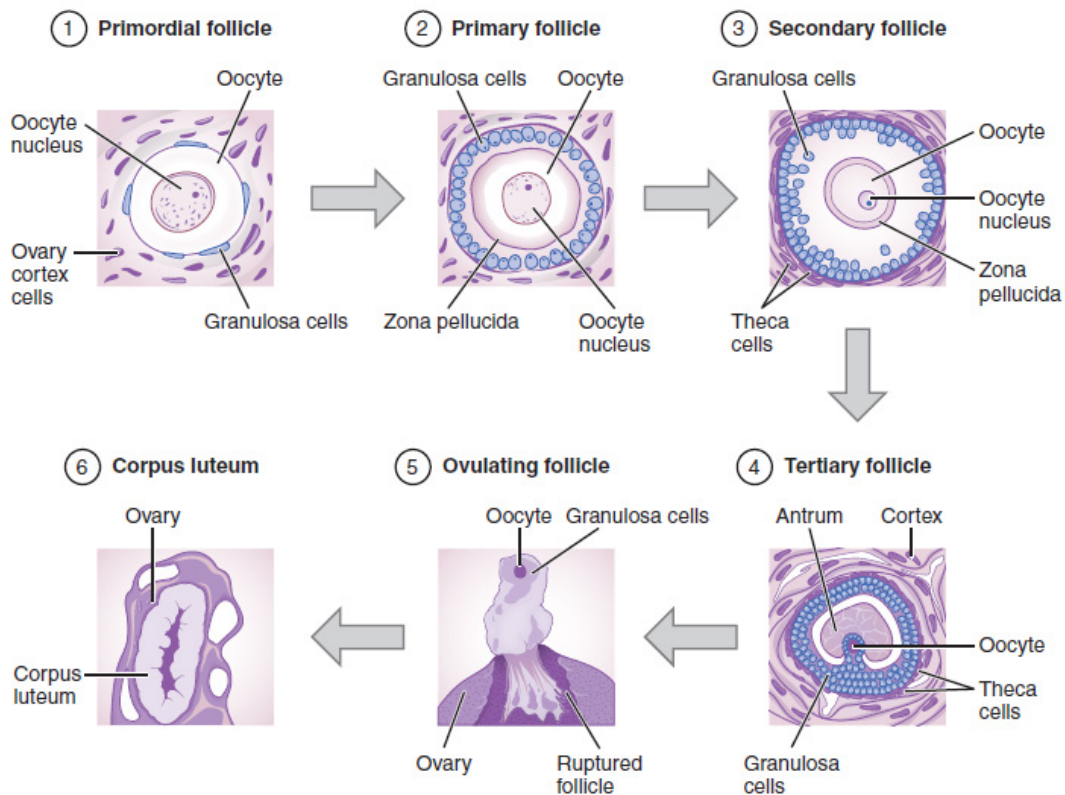 1 Primordial follicle
Oocyte
Oocyte
nucleus
Ovary
cortex
cells
Granulosa cells
2 Primary follicle
Granulosa cells
Oocyte
Zona pellucida
Oocyte
nucleus
3 Secondary follicle
Granulosa cells
Oocyte
Oocyte
nucleus
Zona
pellucida
Theca
cells
6 Corpus luteum
Ovary
Corpus
luteum
5 Ovulating follicle
Oocyte
Granulosa cells
Ovary
Ruptured
follicle
4 Tertiary follicle
Antrum
Cortex
Oocyte
Theca
cells
Granulosa
cells